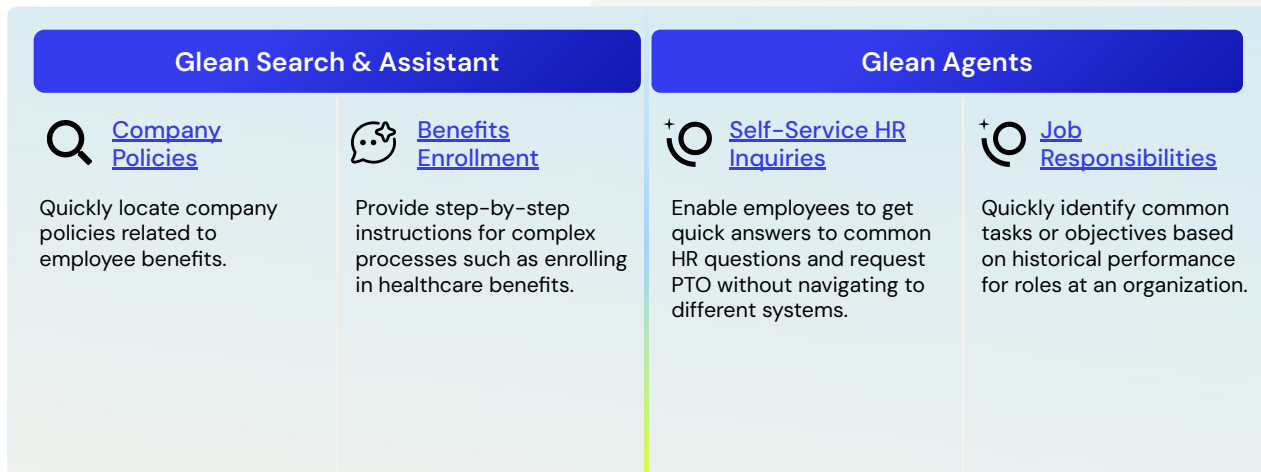 Glean Search & Assistant
Company
Policies
Quickly locate company
policies related to
employee benefits.
Benefits
Enrollment
Provide step-by-step
instructions for complex
processes such as enrolling
in healthcare benefits.
Glean Agents
Self-Service HR
Inquiries
Enable employees to get
quick answers to common
HR questions and request
PTO without navigating to
different systems.
Job
Responsibilities
Quickly identify common
tasks or objectives based
on historical performance
for roles at an organization.